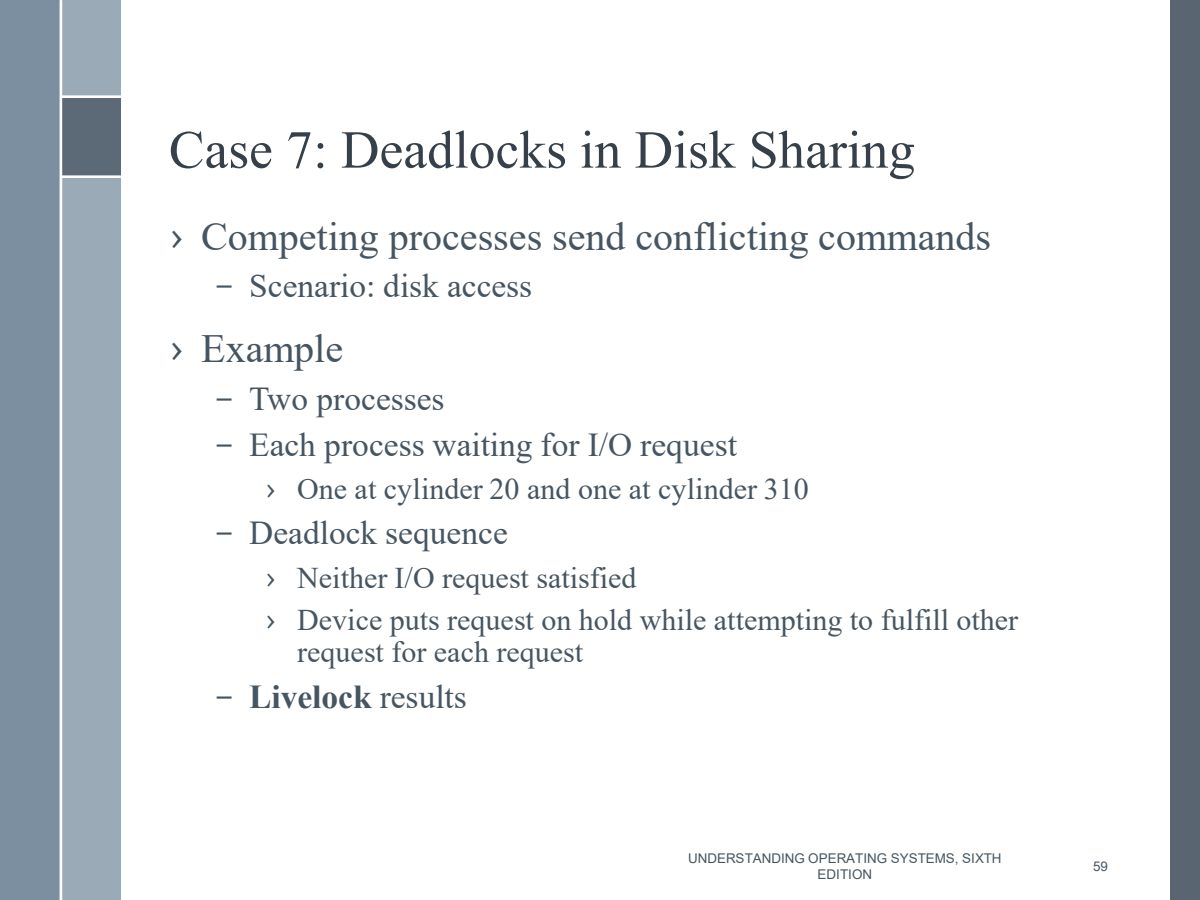 Case 7: Deadlocks in Disk Sharing
› Competing processes send conflicting commands
– Scenario: disk access
› Example
– Two processes
– Each process waiting for I/O request
› One at cylinder 20 and one at cylinder 310
– Deadlock sequence
› Neither I/O request satisfied
› Device puts request on hold while attempting to fulfill other
request for each request
– Livelock results
UNDERSTANDING OPERATING SYSTEMS, SIXTH
EDITION
59